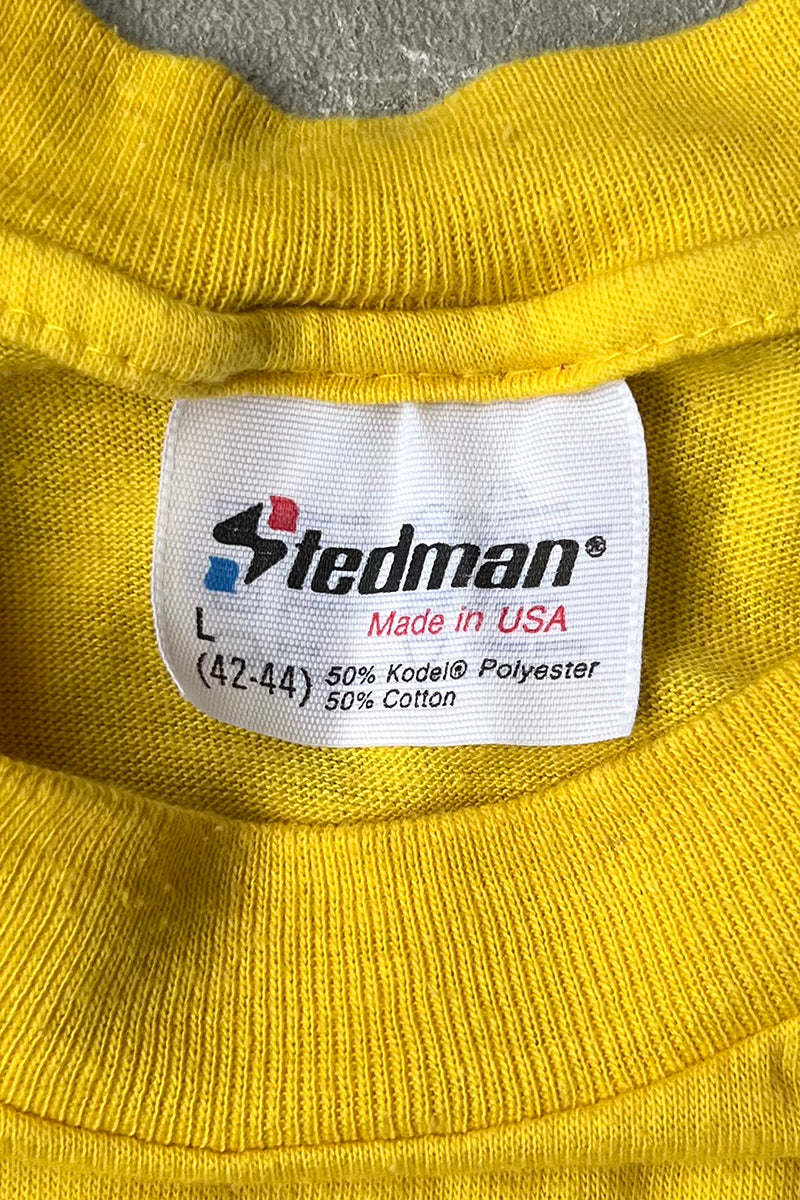 Stedman®
L
Made in USA
(42-44)
50% Kodel® Polyester
50% Cotton